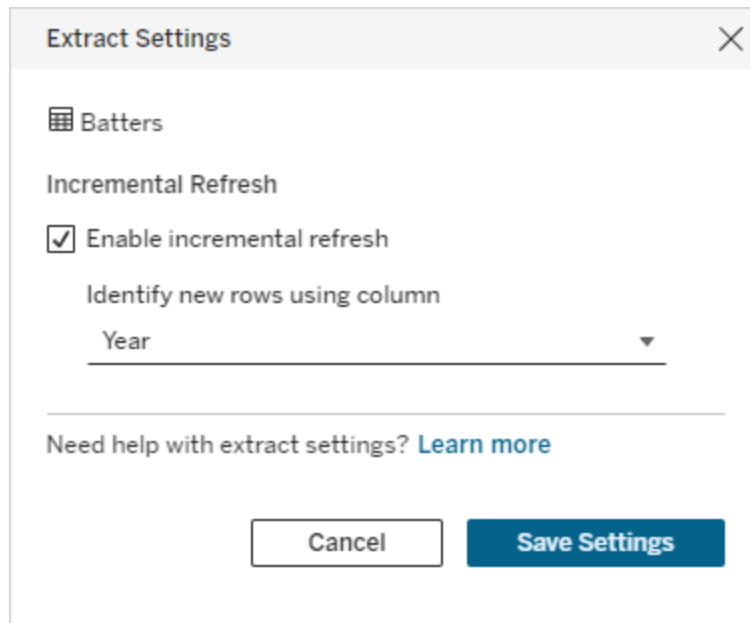 Extract Settings
Batters
Incremental Refresh
Enable incremental refresh
Identify new rows using column
Year
Need help with extract settings? Learn more
Cancel Save Settings